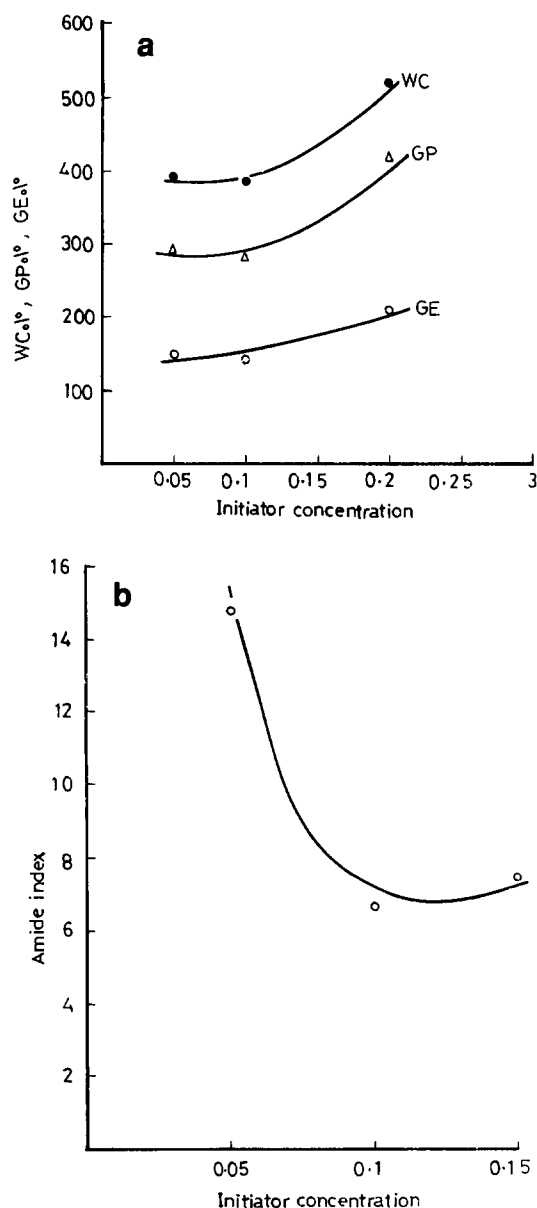 a
600
500
400
300
200
100
WC
GP
GE
WC o\°, GP o\°, GE o\°
0·05 0·1 0·15 0·2 0·25 3
Initiator concentration
b
16
14
12
10
8
6
4
2
Amide index
0·05 0·1 0·15
Initiator concentration